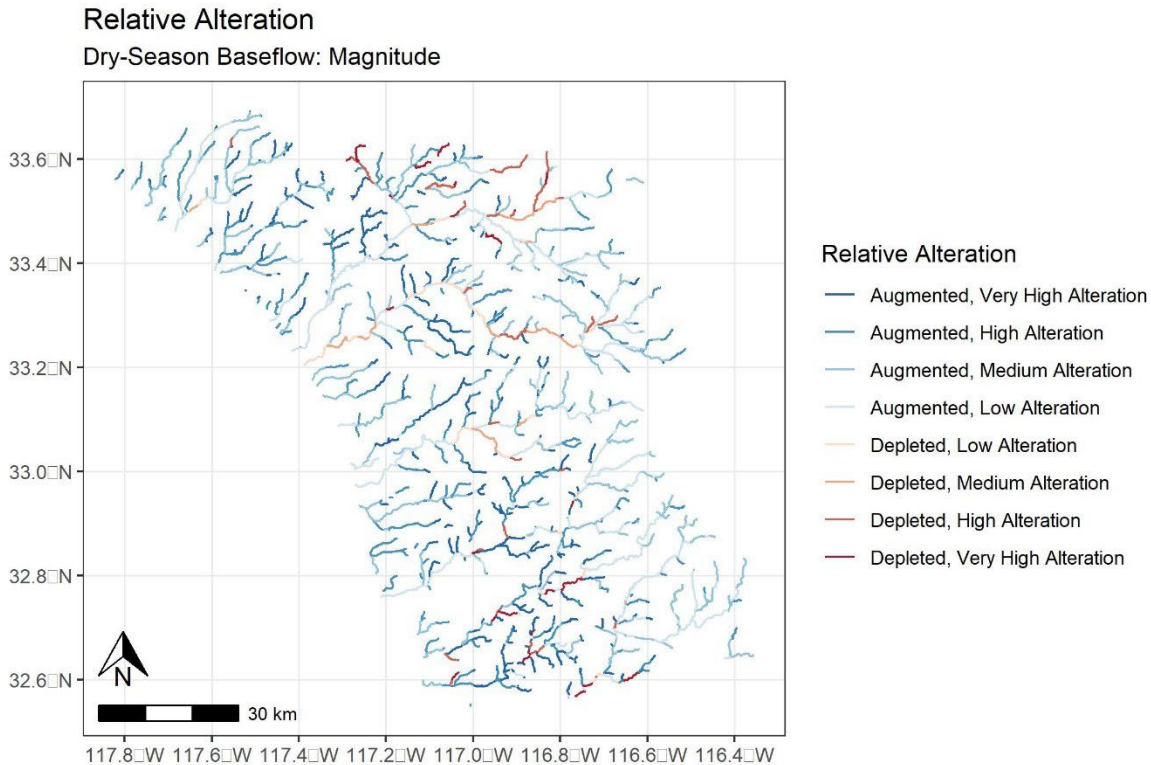 Relative Alteration
Dry-Season Baseflow: Magnitude
33.6□N
33.4□N
33.2□N
33.0□N
32.8□N
32.6□N
N
30 km
117.8□W 117.6□W 117.4□W 117.2□W 117.0□W 116.8□W 116.6□W 116.4□W
Relative Alteration
Augmented, Very High Alteration
Augmented, High Alteration
Augmented, Medium Alteration
Augmented, Low Alteration
Depleted, Low Alteration
Depleted, Medium Alteration
Depleted, High Alteration
Depleted, Very High Alteration